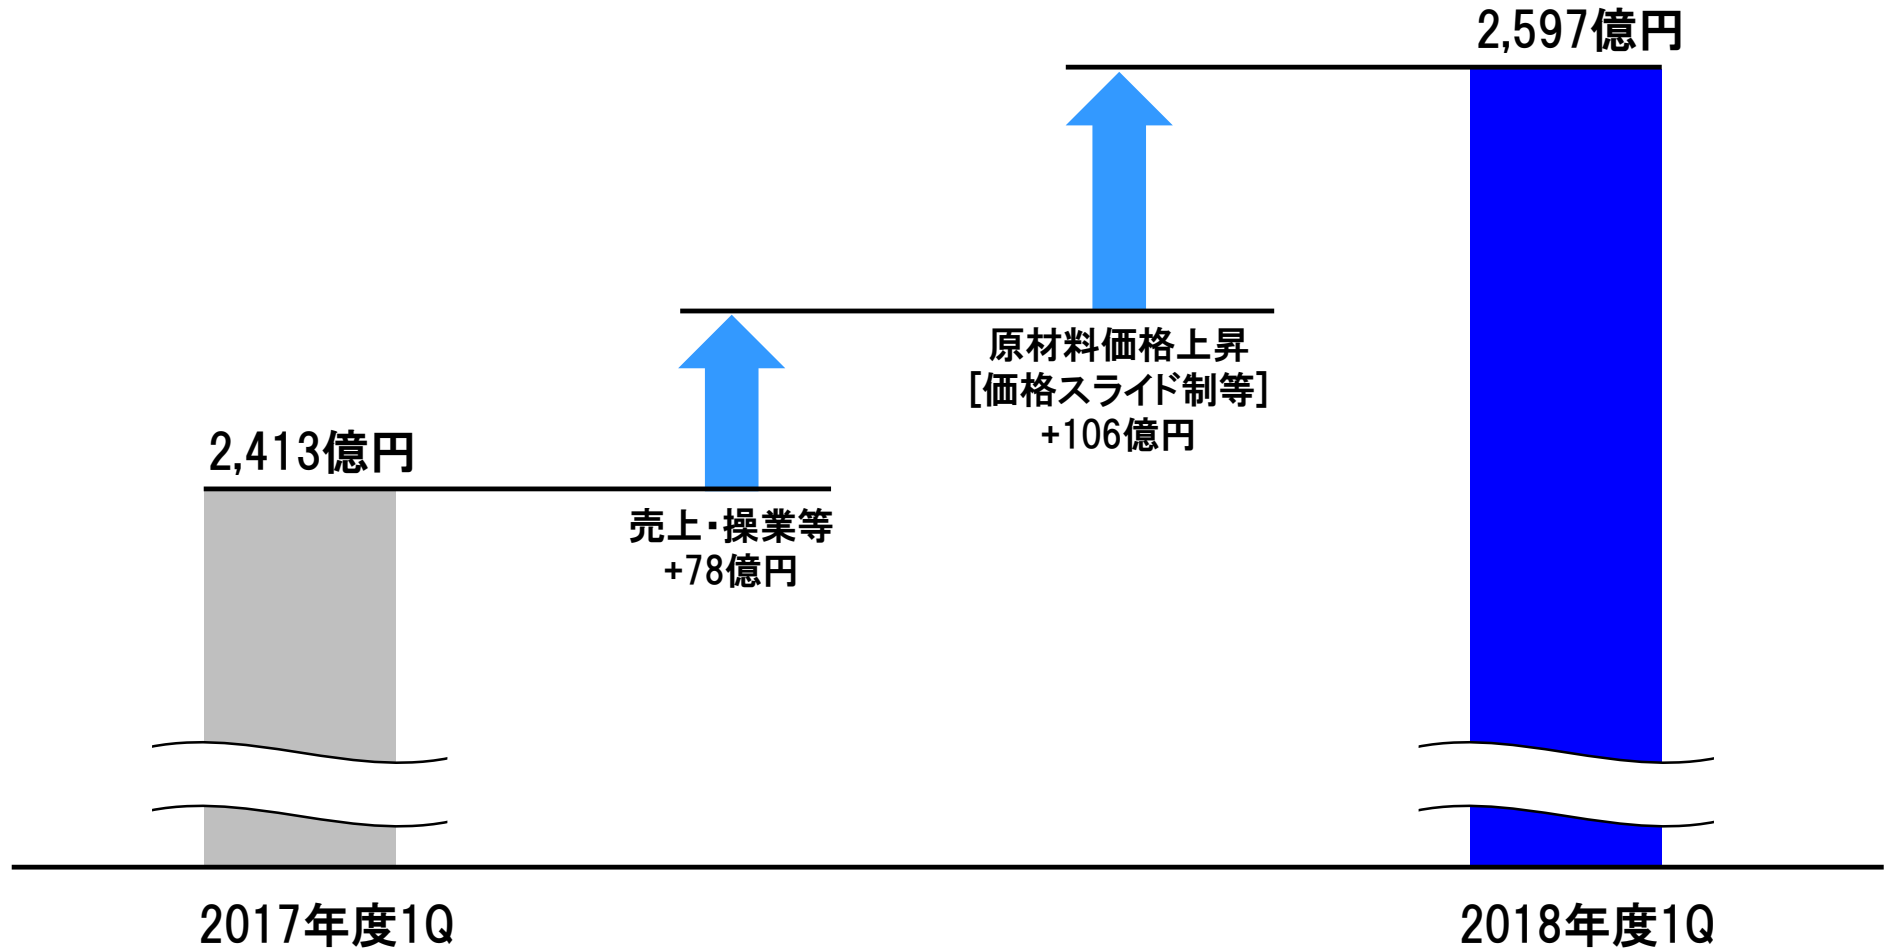 2,597億円
原材料価格上昇
[価格スライド制等]
+106億円
2,413億円
売上・操業等
+78億円
2017年度1Q
2018年度1Q